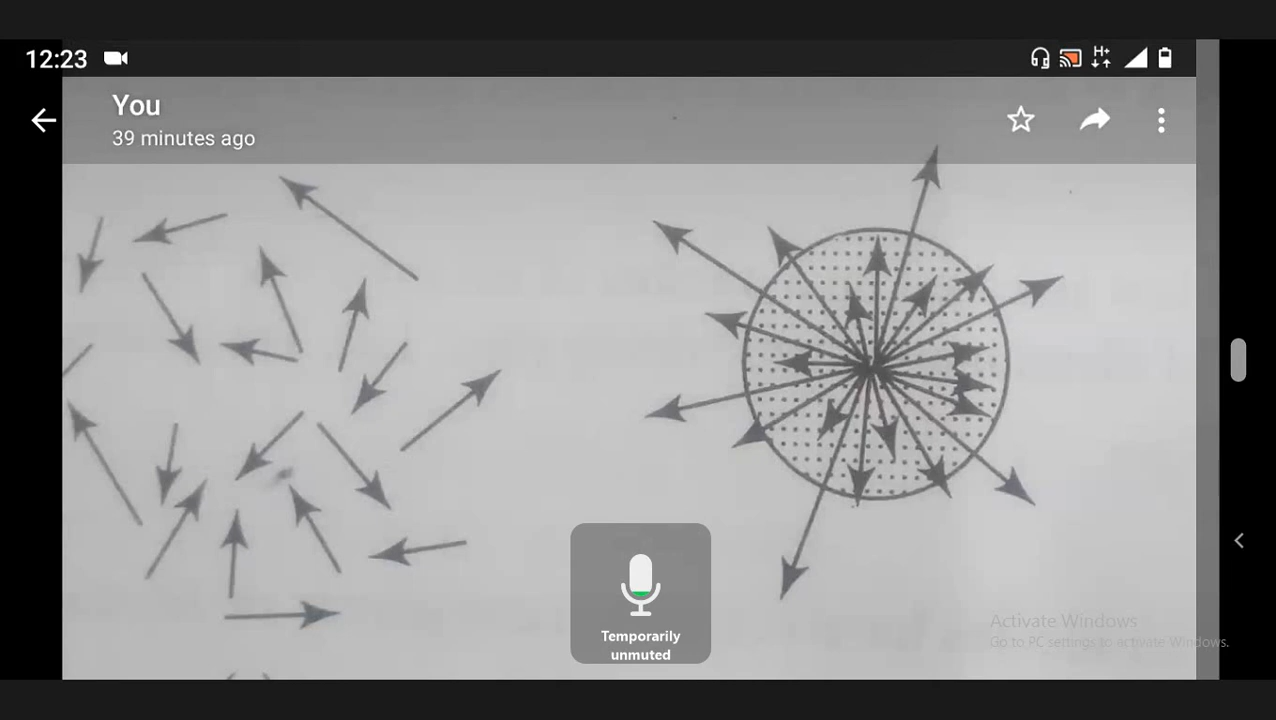 12:23
H+
You
39 minutes ago
Temporarily
unmuted
Activate Windows
Go to PC settings to activate Windows.